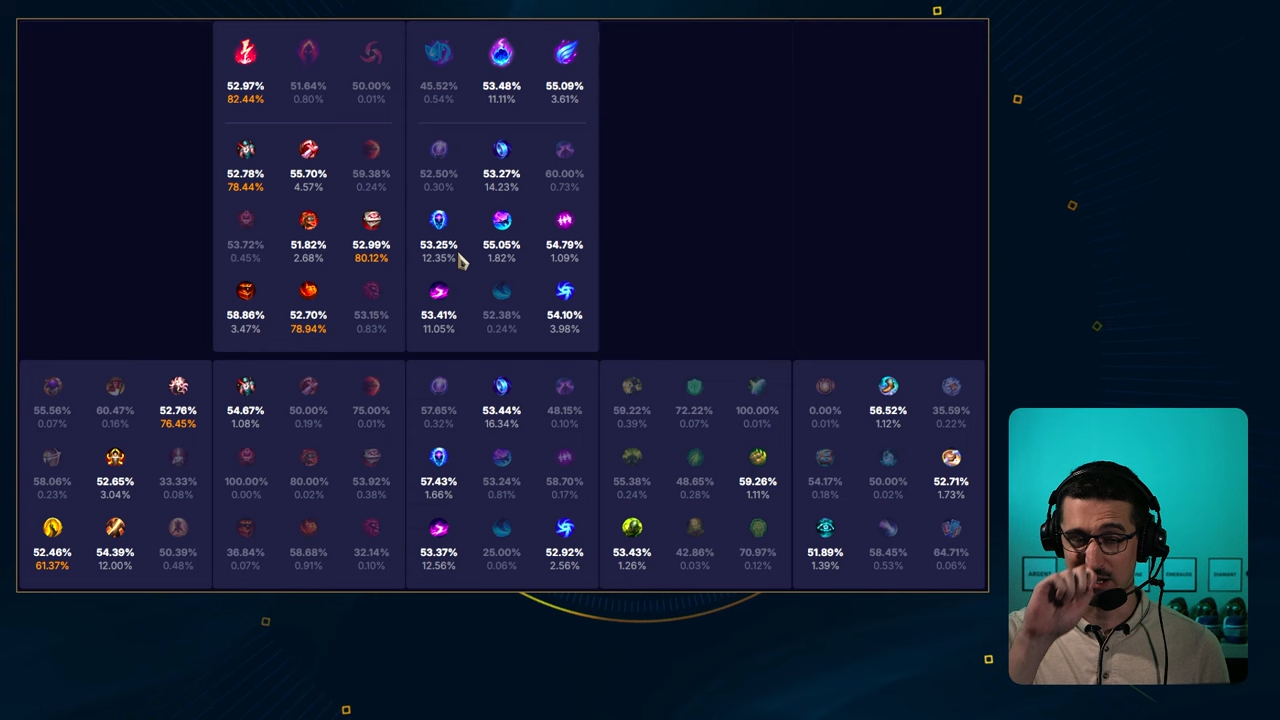 52.97% 51.64% 50.00% 45.52% 53.48% 55.09%
82.44% 0.80% 0.01% 0.54% 11.11% 3.61%
52.78% 55.70% 59.38% 52.50% 53.27% 60.00%
78.44% 4.57% 0.24% 0.30% 14.23% 0.73%
53.72% 51.82% 52.99% 53.25% 55.05% 54.79%
0.45% 2.68% 80.12% 12.35% 1.82% 1.09%
58.86% 52.70% 53.15% 53.41% 52.38% 54.10%
3.47% 78.94% 0.83% 11.05% 0.24% 3.98%
55.56% 60.47% 52.76% 54.67% 50.00% 75.00% 57.65% 53.44% 48.15% 59.22% 72.22% 100.00% 0.00% 56.52% 35.59%
0.07% 0.16% 76.45% 1.08% 0.19% 0.01% 0.32% 16.34% 0.10% 0.39% 0.07% 0.01% 0.01% 1.12% 0.22%
58.06% 52.65% 33.33% 100.00% 80.00% 53.92% 57.43% 53.24% 58.70% 55.38% 48.65% 59.26% 54.17% 50.00% 52.71%
0.23% 3.04% 0.08% 0.00% 0.02% 0.38% 1.66% 0.81% 0.17% 0.24% 0.28% 1.11% 0.18% 0.02% 1.73%
52.46% 54.39% 50.39% 36.84% 58.68% 32.14% 53.37% 25.00% 52.92% 53.43% 42.86% 70.97% 51.89% 58.45% 64.71%
61.37% 12.00% 0.48% 0.07% 0.91% 0.10% 12.56% 0.06% 2.56% 1.26% 0.03% 0.12% 1.39% 0.53% 0.06%
DIAMANT